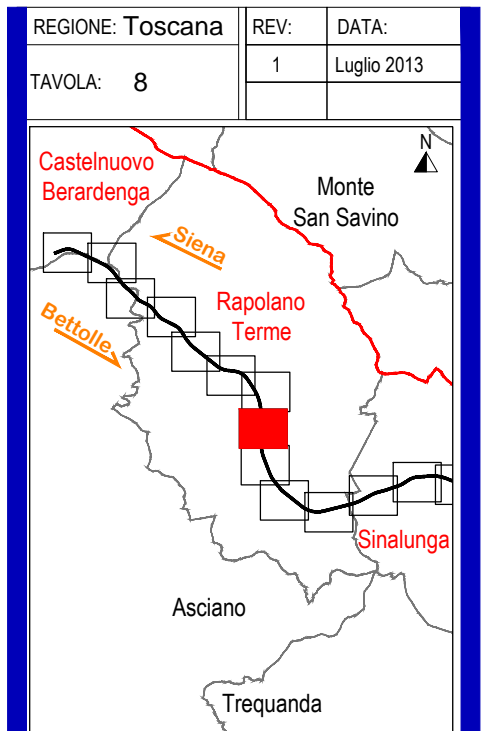 REGIONE: Toscana
REV:
DATA:
TAVOLA: 8
1
Luglio 2013
N
Castelnuovo
Berardenga
Monte
San Savino
Siena
Rapolano
Terme
Bettolle
Sinalunga
Asciano
Trequanda